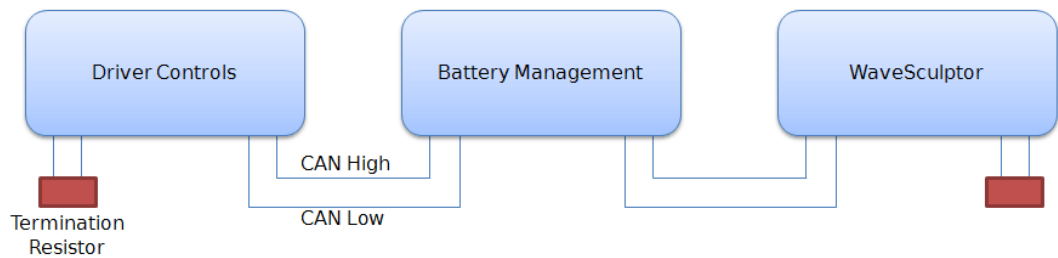 Driver Controls
Battery Management
WaveSculptor
CAN High
CAN Low
Termination
Resistor